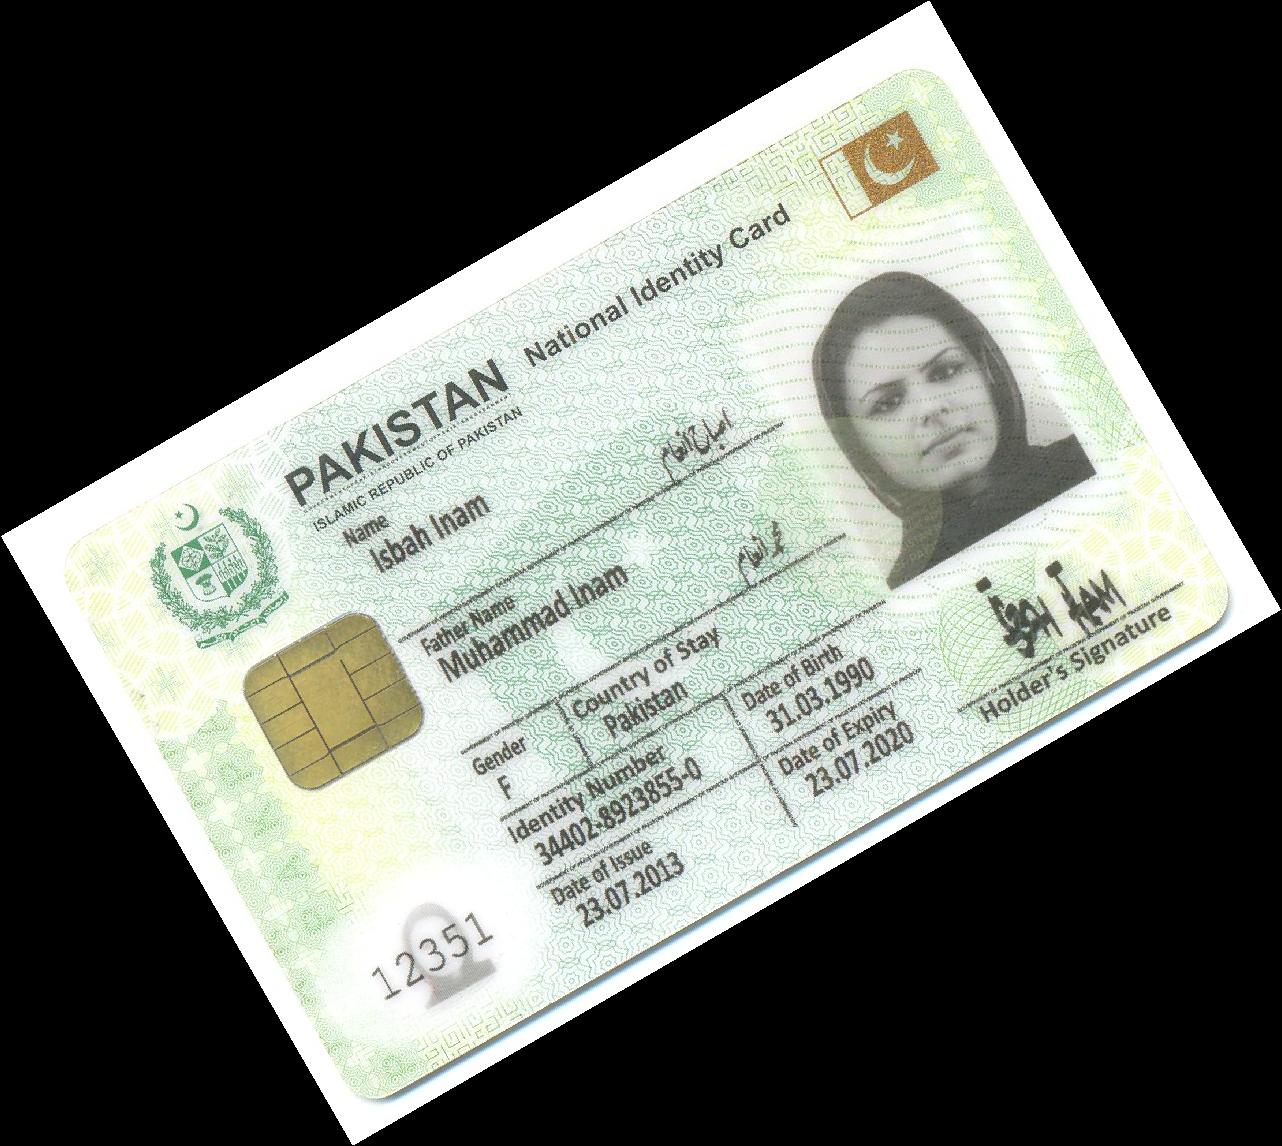 PAKISTAN National Identity Card
ISLAMIC REPUBLIC OF PAKISTAN
Name
Isbah Inam
اصباح انعام
Father Name
Muhammad Inam
محمد انعام
Gender
F
Country of Stay
Pakistan
Identity Number
34402-8923855-0
Date of Birth
31.03.1990
Date of Issue
23.07.2013
Date of Expiry
23.07.2020
Holder's Signature
12351